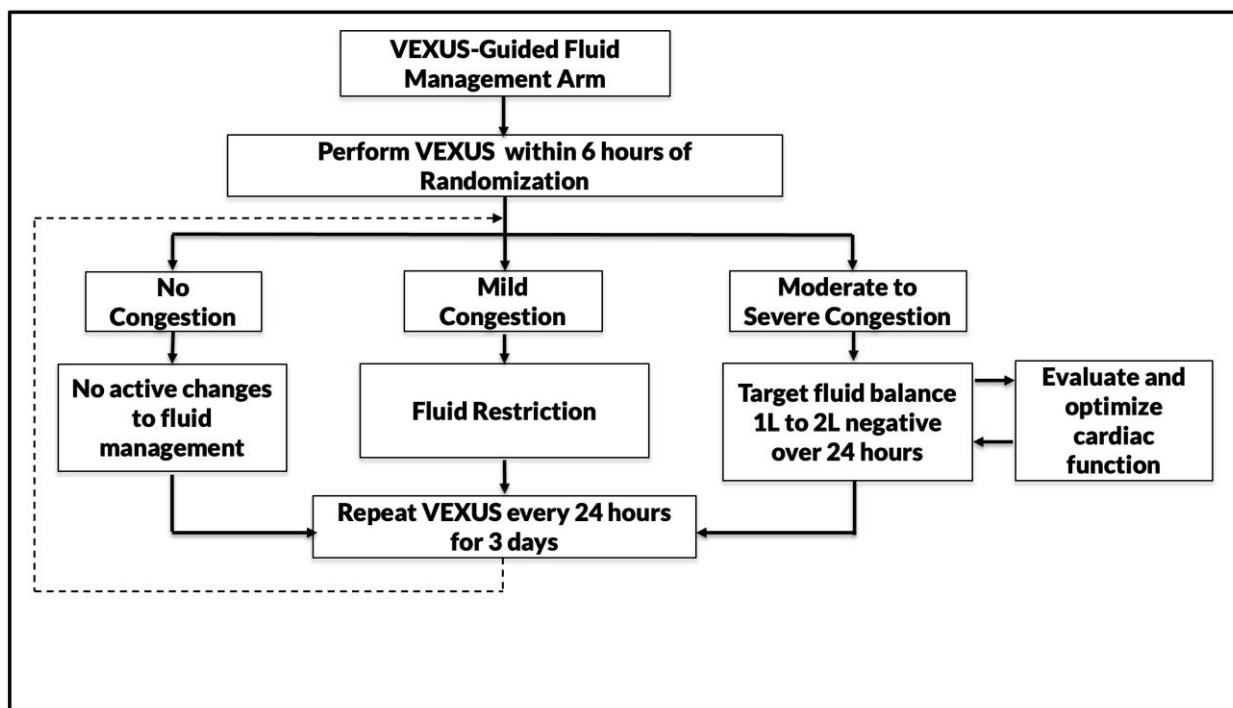 VEXUS-Guided Fluid
Management Arm
Perform VEXUS within 6 hours of
Randomization
No
Congestion
Mild
Congestion
Moderate to
Severe Congestion
No active changes
to fluid
management
Fluid Restriction
Target fluid balance
1L to 2L negative
over 24 hours
Evaluate and
optimize
cardiac
function
Repeat VEXUS every 24 hours
for 3 days